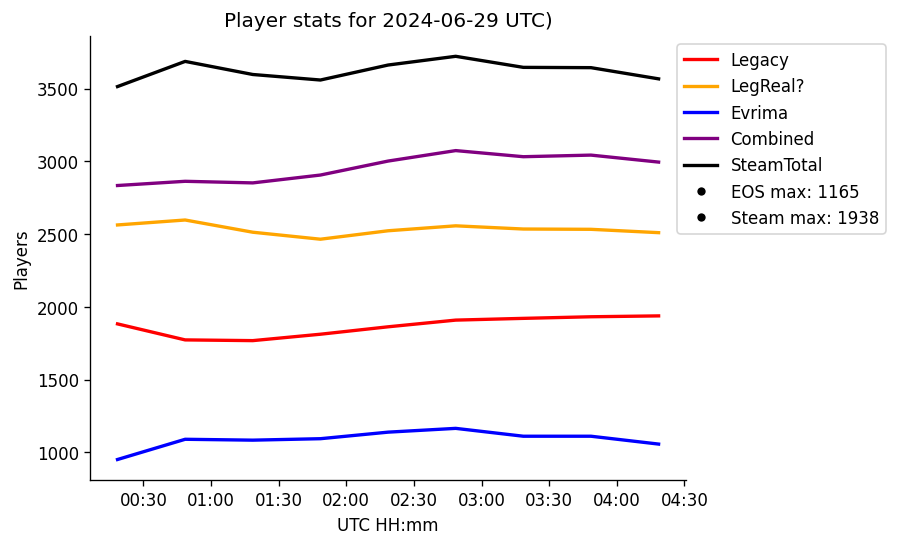 Player stats for 2024-06-29 UTC)
Legacy
LegReal?
Evrima
Combined
SteamTotal
EOS max: 1165
Steam max: 1938
Players
3500
3000
2500
2000
1500
1000
00:30 01:00 01:30 02:00 02:30 03:00 03:30 04:00 04:30
UTC HH:mm